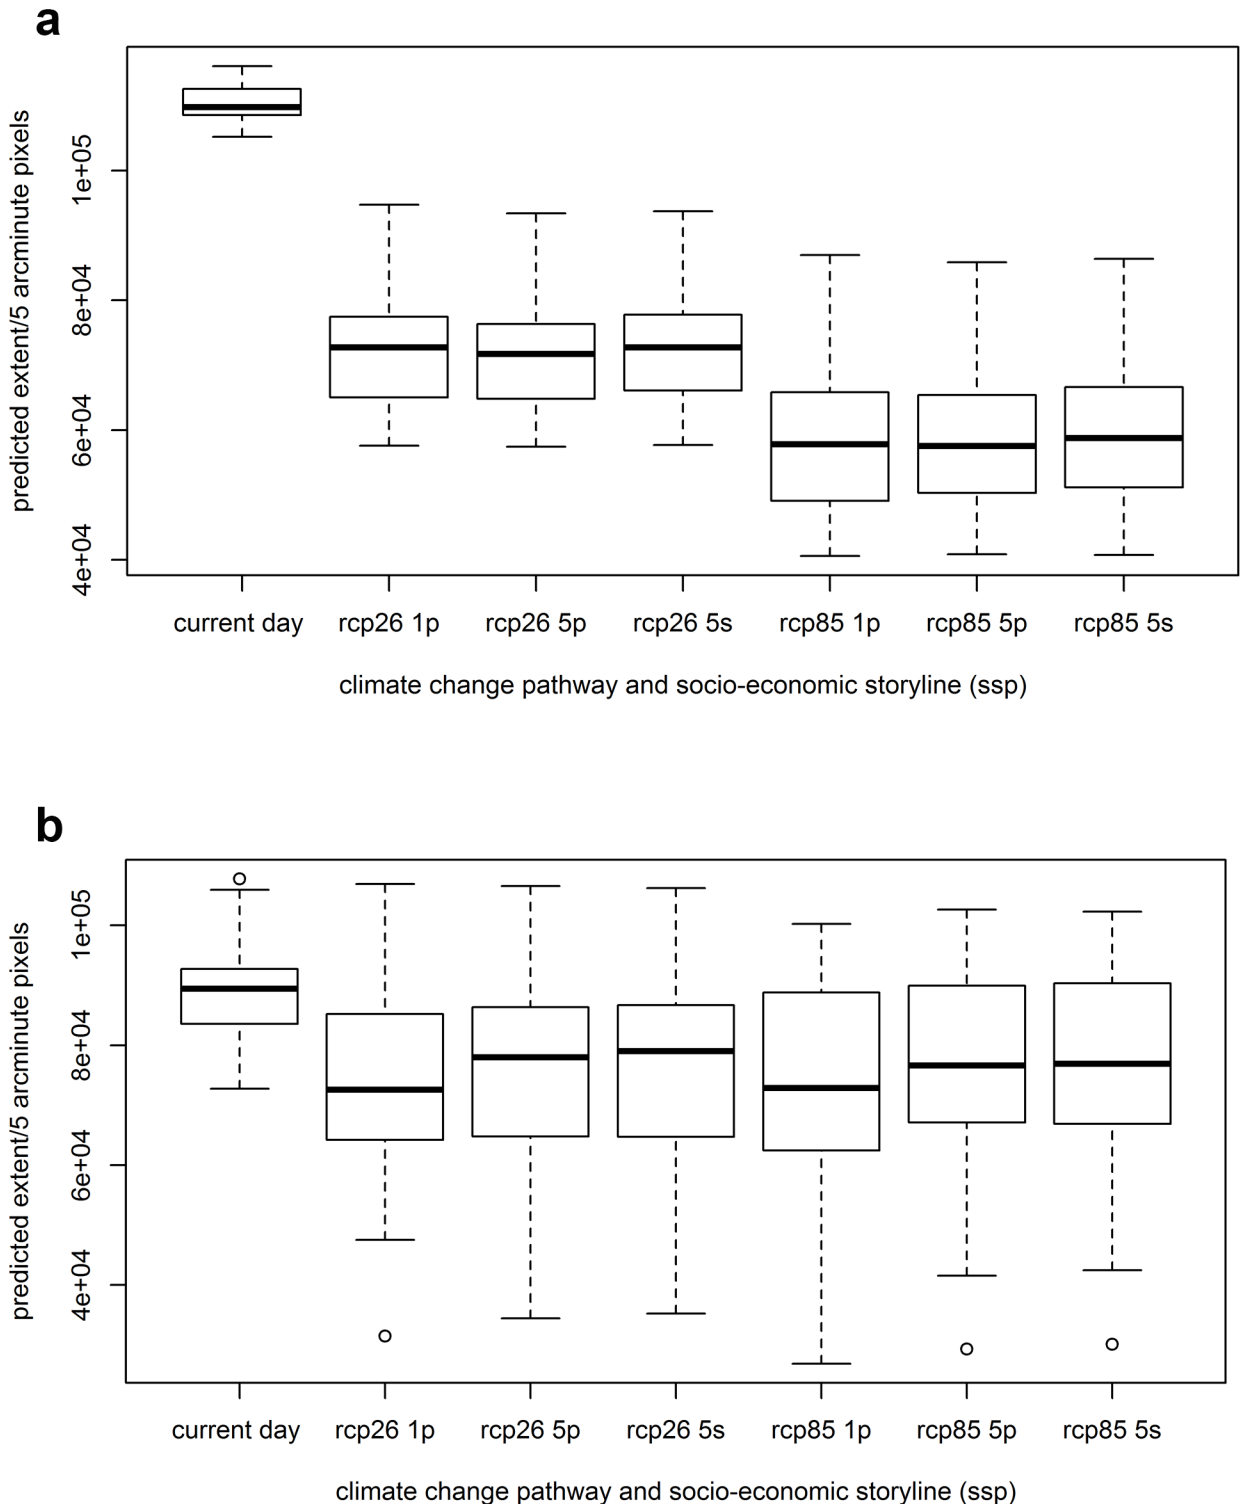 a
predicted extent/5 arcminute pixels
1e+05
8e+04
6e+04
4e+04
current day rcp26 1p rcp26 5p rcp26 5s rcp85 1p rcp85 5p rcp85 5s
climate change pathway and socio-economic storyline (ssp)
b
predicted extent/5 arcminute pixels
1e+05
8e+04
6e+04
4e+04
current day rcp26 1p rcp26 5p rcp26 5s rcp85 1p rcp85 5p rcp85 5s
climate change pathway and socio-economic storyline (ssp)